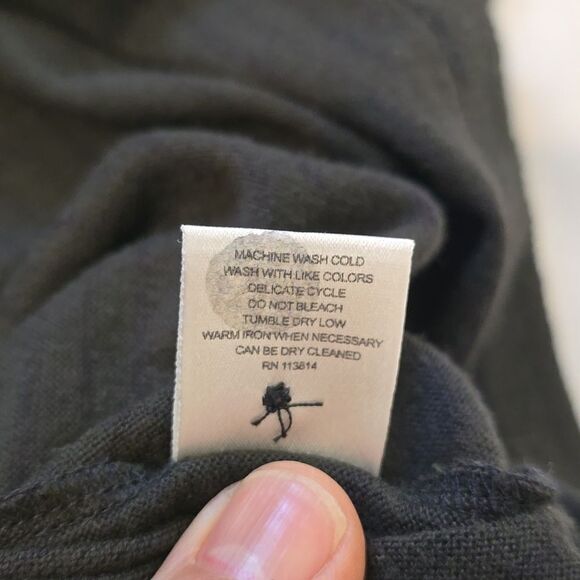 MACHINE WASH COLD
WASH WITH LIKE COLORS
DELICATE CYCLE
DO NOT BLEACH
TUMBLE DRY LOW
WARM IRON WHEN NECESSARY
CAN BE DRY CLEANED
RN 113814